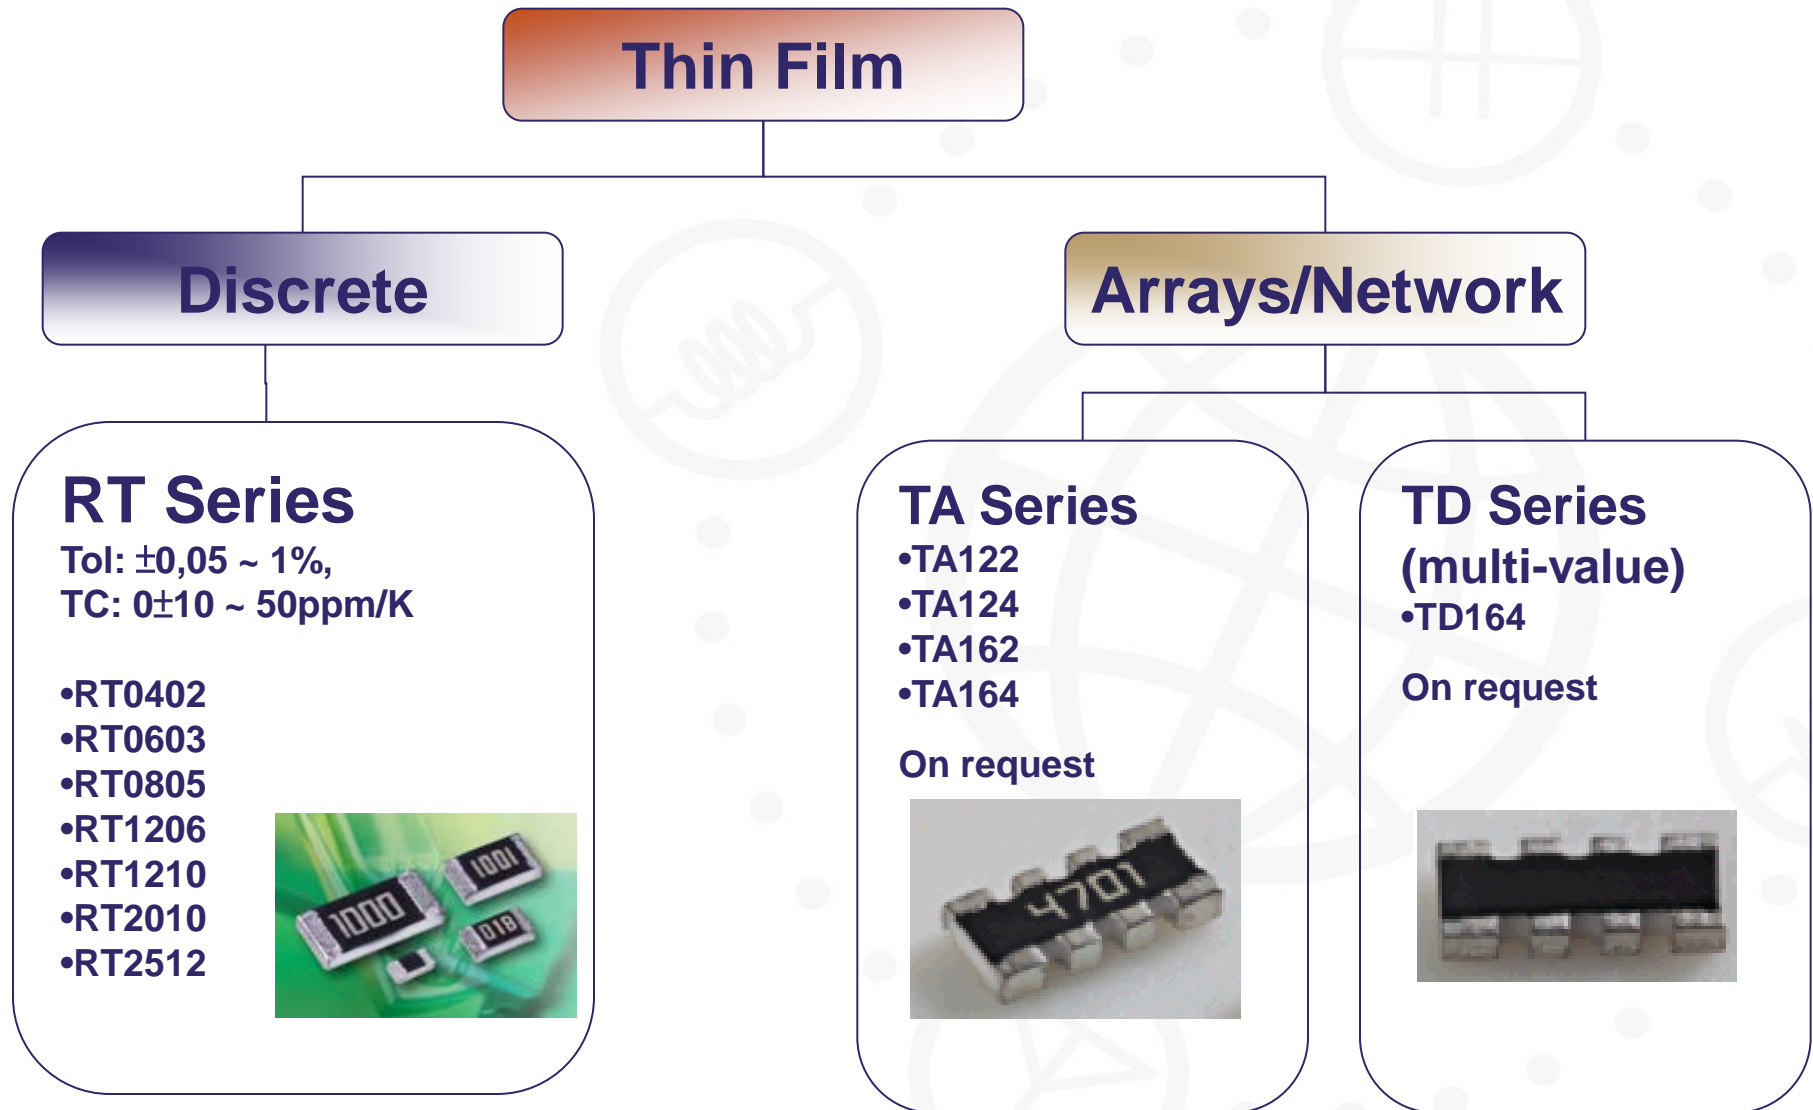 Thin Film
Discrete
Arrays/Network
RT Series
Tol: ±0,05 ~ 1%,
TC: 0±10 ~ 50ppm/K
•RT0402
•RT0603
•RT0805
•RT1206
•RT1210
•RT2010
•RT2512
1000
1001
01B
TA Series
•TA122
•TA124
•TA162
•TA164
On request
4701
TD Series
(multi-value)
•TD164
On request